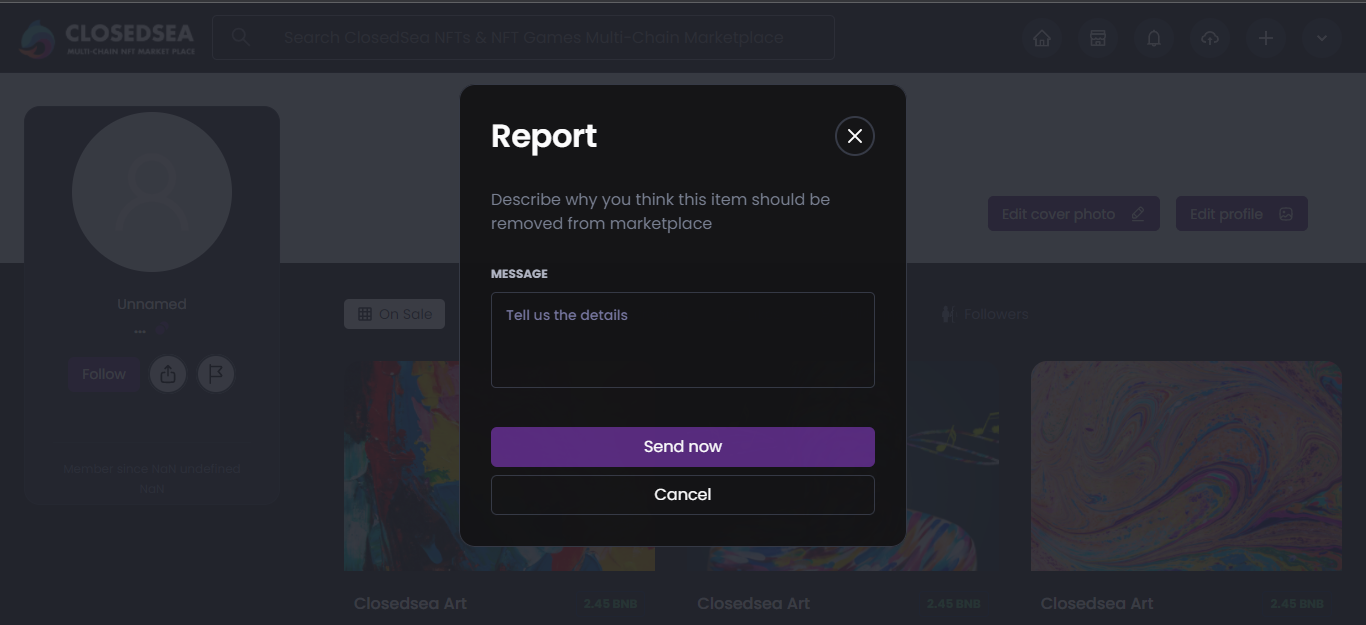 CLOSEDSEA
MULTI-CHAIN NFT MARKET PLACE
Search ClosedSea NFTs & NFT Games Multi-Chain Marketplace
Report
Describe why you think this item should be
removed from marketplace
MESSAGE
Tell us the details
Send now
Cancel
Edit cover photo
Edit profile
Unnamed
...
Follow
Member since NaN undefined
NaN
On Sale
Followers
Closedsea Art
2.45 BNB
Closedsea Art
2.45 BNB
Closedsea Art
2.45 BNB